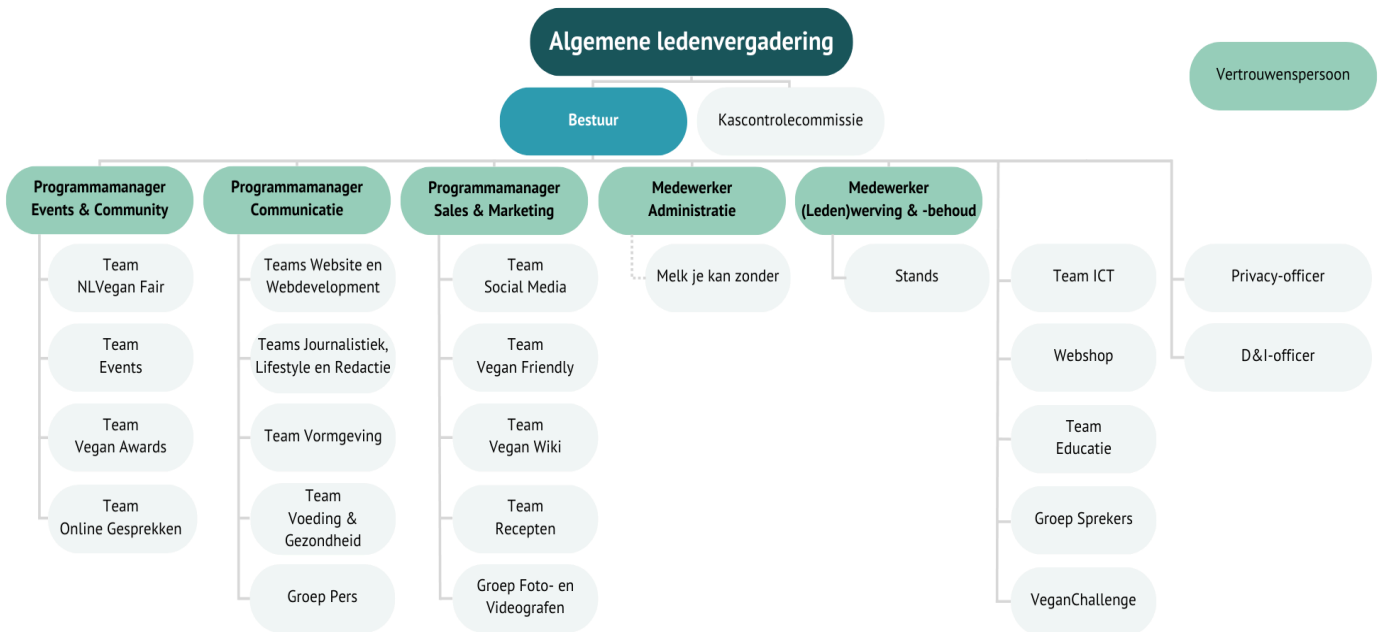 Algemene ledenvergadering
Vertrouwenspersoon
Bestuur
Kascontrolecommissie
Programmamanager
Events & Community
Programmamanager
Communicatie
Programmamanager
Sales & Marketing
Medewerker
Administratie
Medewerker
(Leden)werving & -behoud
Team
NLVegan Fair
Team
Events
Team
Vegan Awards
Team
Online Gesprekken
Teams Website en
Webdevelopment
Teams Journalistiek,
Lifestyle en Redactie
Team Vormgeving
Team
Voeding &
Gezondheid
Groep Pers
Team
Social Media
Team
Vegan Friendly
Team
Vegan Wiki
Team
Recepten
Groep Foto- en
Videografen
Melk je kan zonder
Stands
Team ICT
Webshop
Team
Educatie
Groep Sprekers
VeganChallenge
Privacy-officer
D&I-officer